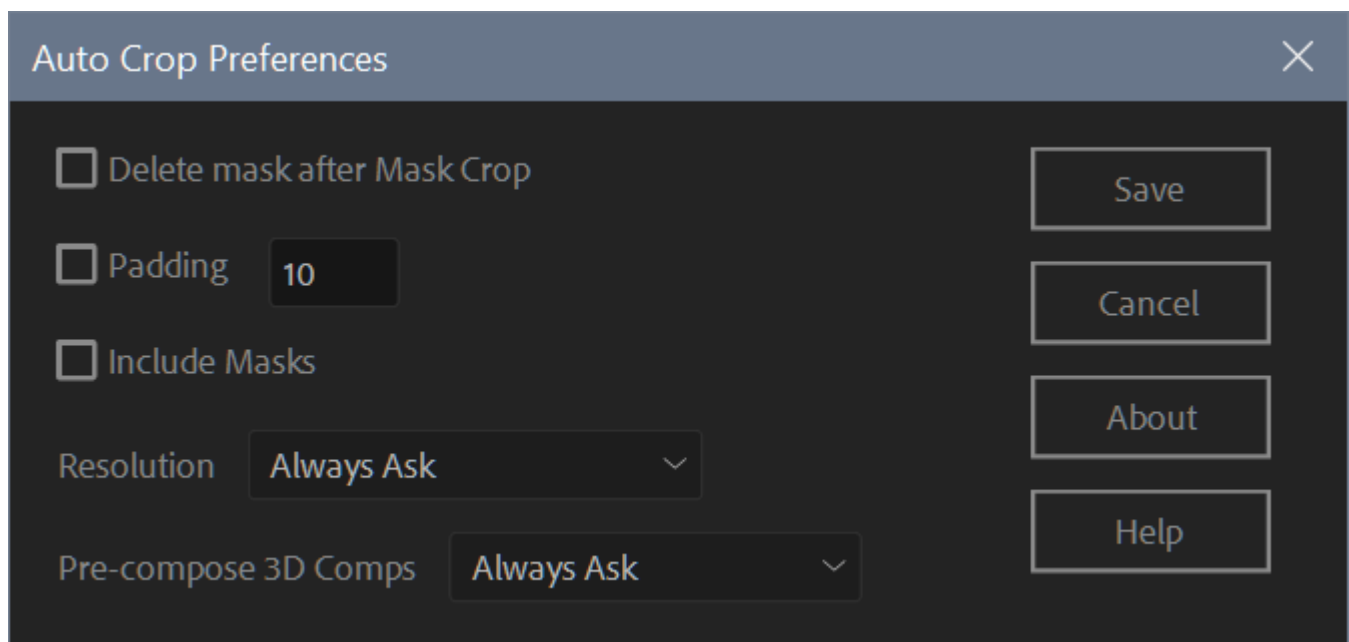 Auto Crop Preferences
Delete mask after Mask Crop
Save
Padding 10
Cancel
Include Masks
About
Resolution Always Ask
Help
Pre-compose 3D Comps Always Ask